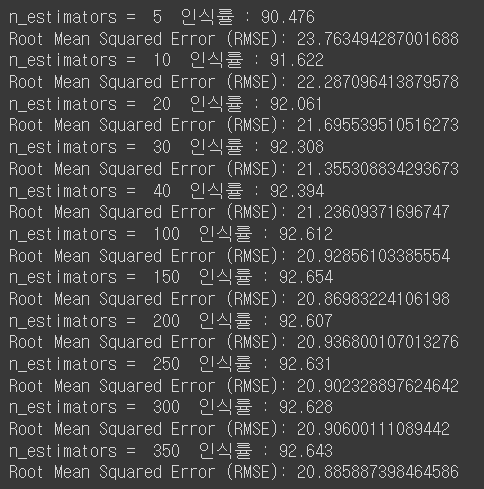 n_estimators =  5  인식률 : 90.476
Root Mean Squared Error (RMSE): 23.763494287001688
n_estimators =  10  인식률 : 91.622
Root Mean Squared Error (RMSE): 22.287096413879578
n_estimators =  20  인식률 : 92.061
Root Mean Squared Error (RMSE): 21.695539510516273
n_estimators =  30  인식률 : 92.308
Root Mean Squared Error (RMSE): 21.355308834293673
n_estimators =  40  인식률 : 92.394
Root Mean Squared Error (RMSE): 21.23609371696747
n_estimators =  100  인식률 : 92.612
Root Mean Squared Error (RMSE): 20.92856103385554
n_estimators =  150  인식률 : 92.654
Root Mean Squared Error (RMSE): 20.86983224106198
n_estimators =  200  인식률 : 92.607
Root Mean Squared Error (RMSE): 20.936800107013276
n_estimators =  250  인식률 : 92.631
Root Mean Squared Error (RMSE): 20.902328897624642
n_estimators =  300  인식률 : 92.628
Root Mean Squared Error (RMSE): 20.90600111089442
n_estimators =  350  인식률 : 92.643
Root Mean Squared Error (RMSE): 20.885887398464586